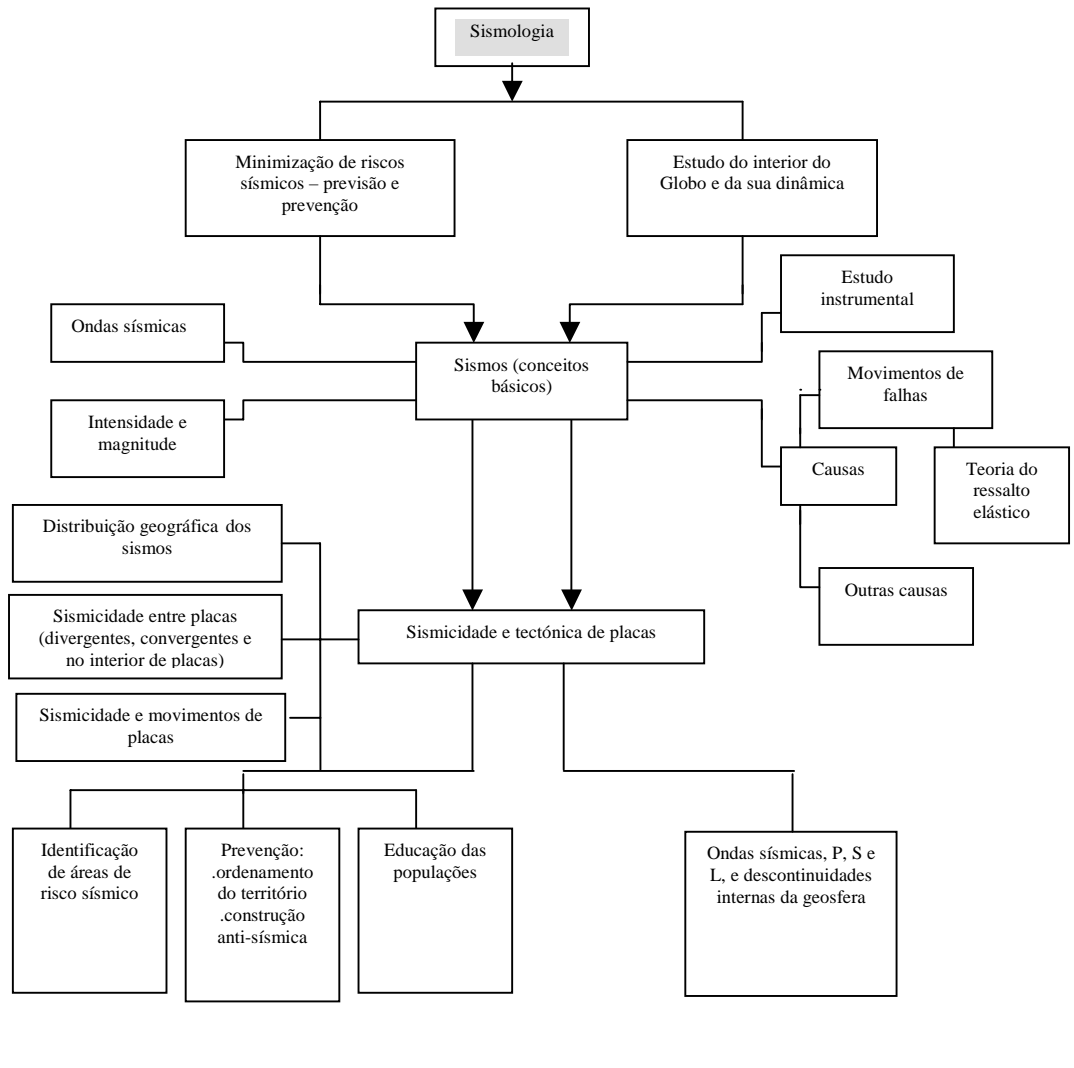 Sismologia
Minimização de riscos
sísmicos – previsão e
prevenção
Estudo do interior do
Globo e da sua dinâmica
Estudo
instrumental
Ondas sísmicas
Sismos (conceitos
básicos)
Movimentos de
falhas
Intensidade e
magnitude
Causas
Teoria do
ressalto
elástico
Distribuição geográfica dos
sismos
Outras causas
Sismicidade entre placas
(divergentes, convergentes e
no interior de placas)
Sismicidade e tectónica de placas
Sismicidade e movimentos de
placas
Identificação
de áreas de
risco sísmico
Prevenção:
.ordenamento
do território
.construção
anti-sísmica
Educação das
populações
Ondas sísmicas, P, S e
L, e descontinuidades
internas da geosfera